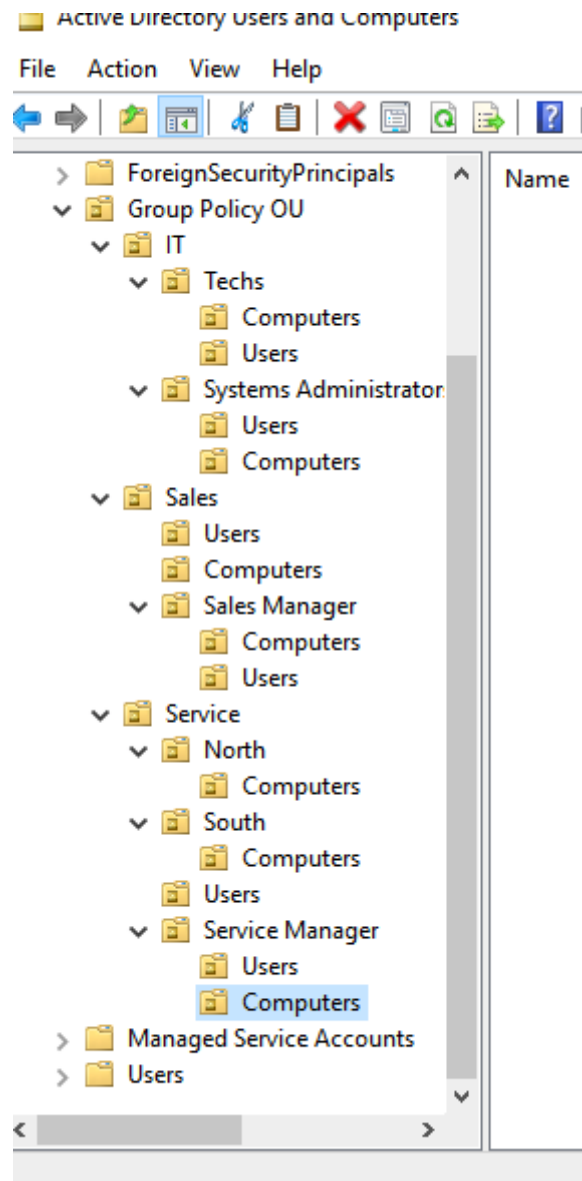 Active Directory Users and Computers
File Action View Help
ForeignSecurityPrincipals
Name
Group Policy OU
IT
Techs
Computers
Users
Systems Administrator
Users
Computers
Sales
Users
Computers
Sales Manager
Computers
Users
Service
North
Computers
South
Computers
Users
Service Manager
Users
Computers
Managed Service Accounts
Users